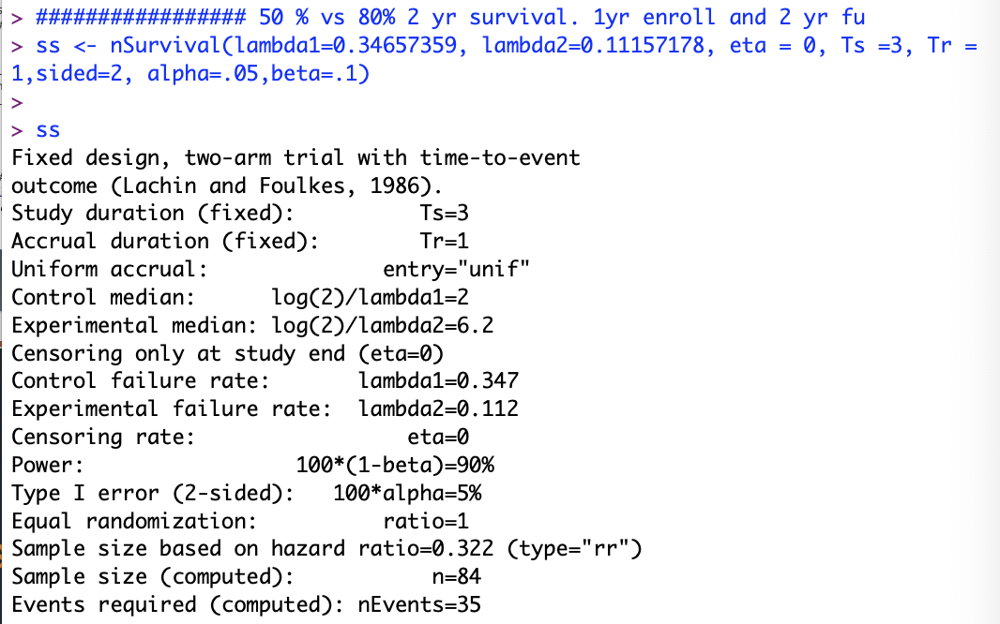 > ################# 50 % vs 80% 2 yr survival. 1yr enroll and 2 yr fu
> ss <- nSurvival(lambda1=0.34657359, lambda2=0.11157178, eta = 0, Ts =3, Tr =
1,sided=2, alpha=.05,beta=.1)
>
> ss
Fixed design, two-arm trial with time-to-event
outcome (Lachin and Foulkes, 1986).
Study duration (fixed):          Ts=3
Accrual duration (fixed):        Tr=1
Uniform accrual:              entry="unif"
Control median:      log(2)/lambda1=2
Experimental median: log(2)/lambda2=6.2
Censoring only at study end (eta=0)
Control failure rate:       lambda1=0.347
Experimental failure rate:  lambda2=0.112
Censoring rate:                 eta=0
Power:                 100*(1-beta)=90%
Type I error (2-sided):   100*alpha=5%
Equal randomization:          ratio=1
Sample size based on hazard ratio=0.322 (type="rr")
Sample size (computed):           n=84
Events required (computed): nEvents=35